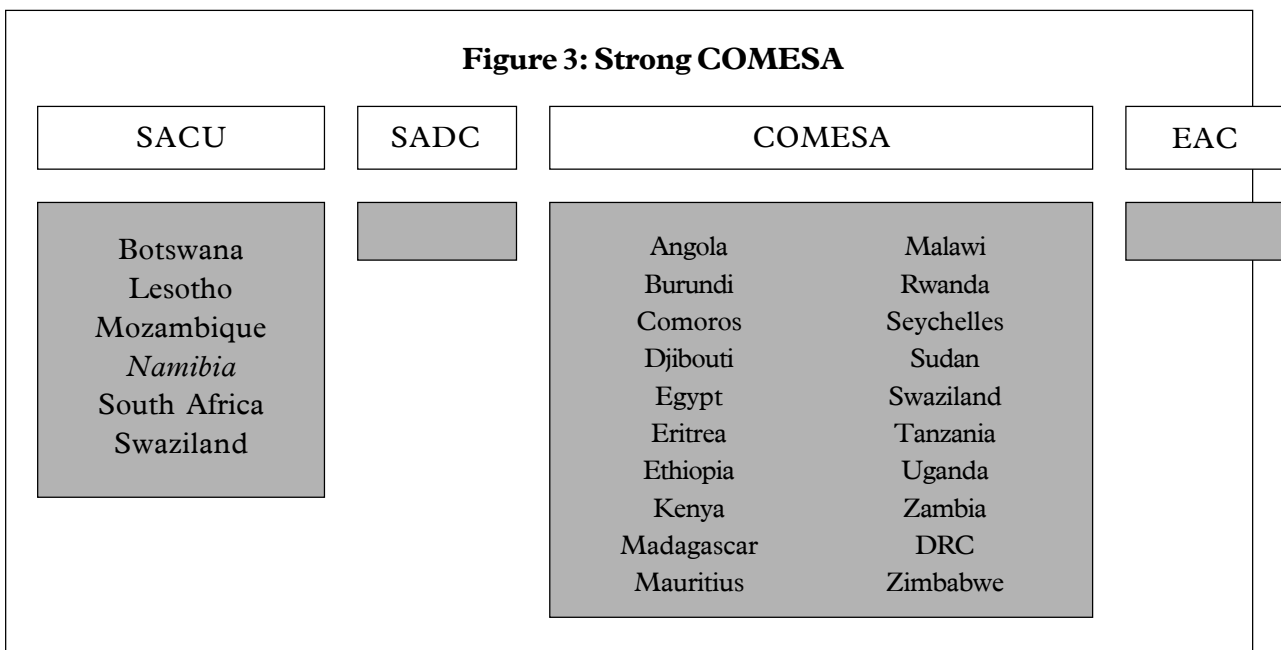 Figure 3: Strong COMESA
SACU
SADC
COMESA
EAC
Botswana
Lesotho
Mozambique
Namibia
South Africa
Swaziland
Angola
Burundi
Comoros
Djibouti
Egypt
Eritrea
Ethiopia
Kenya
Madagascar
Mauritius
Malawi
Rwanda
Seychelles
Sudan
Swaziland
Tanzania
Uganda
Zambia
DRC
Zimbabwe